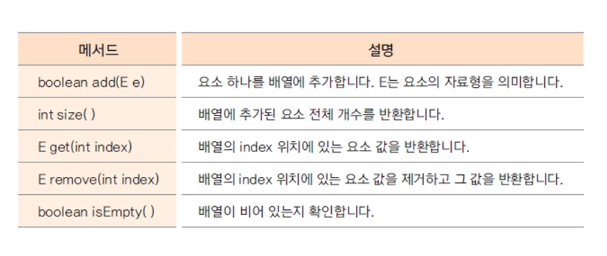 메서드 설명
boolean add(E e) 요소 하나를 배열에 추가합니다. E는 요소의 자료형을 의미합니다.
int size( ) 배열에 추가된 요소 전체 개수를 반환합니다.
E get(int index) 배열의 index 위치에 있는 요소 값을 반환합니다.
E remove(int index) 배열의 index 위치에 있는 요소 값을 제거하고 그 값을 반환합니다.
boolean isEmpty( ) 배열이 비어 있는지 확인합니다.